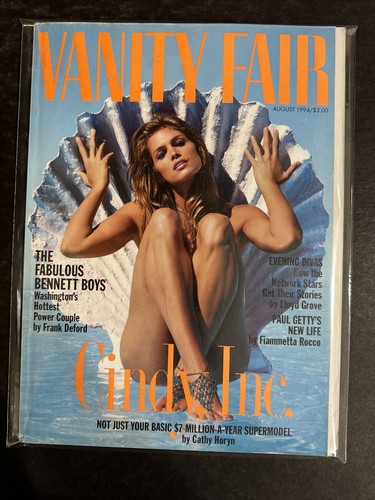 VANITY FAIR
AUGUST 1994/$3.00
THE
FABULOUS
BENNETT BOYS
Washington's
Hottest
Power Couple
by Frank Deford
EVENING DIVAS
How the
Network Stars
Get Their Stories
by Lloyd Grove
PAUL GETTY'S
NEW LIFE
by Fiammetta Rocco
Cindy, Inc.
NOT JUST YOUR BASIC $7 MILLION-A-YEAR SUPERMODEL
by Cathy Horyn